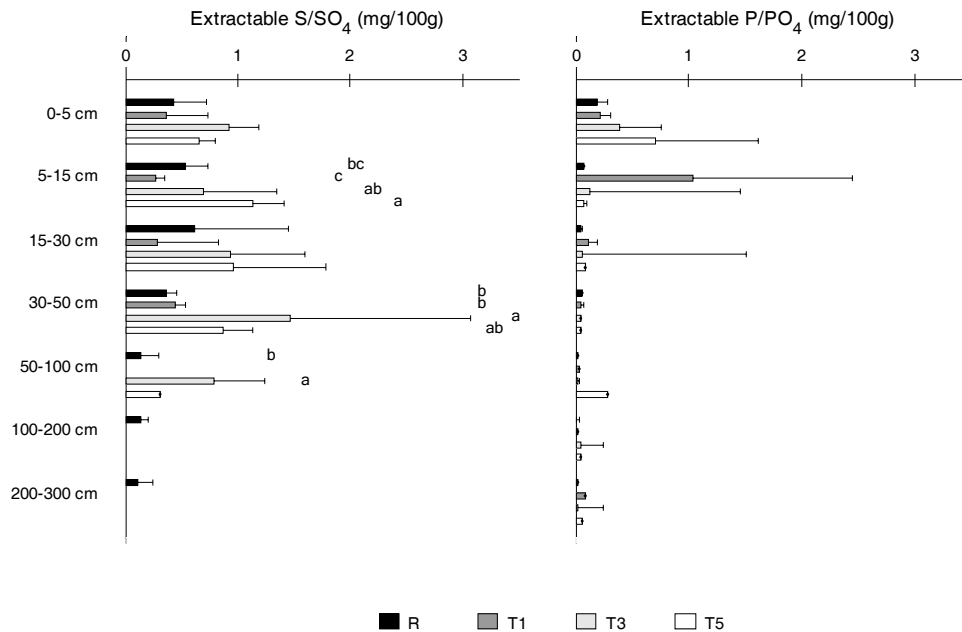 Extractable S/SO4 (mg/100g)
Extractable P/PO4 (mg/100g)
0 1 2 3
0 1 2 3
0-5 cm
5-15 cm
bc
c
ab
a
15-30 cm
30-50 cm
b
b
a
ab
50-100 cm
b
a
100-200 cm
200-300 cm
R T1 T3 T5